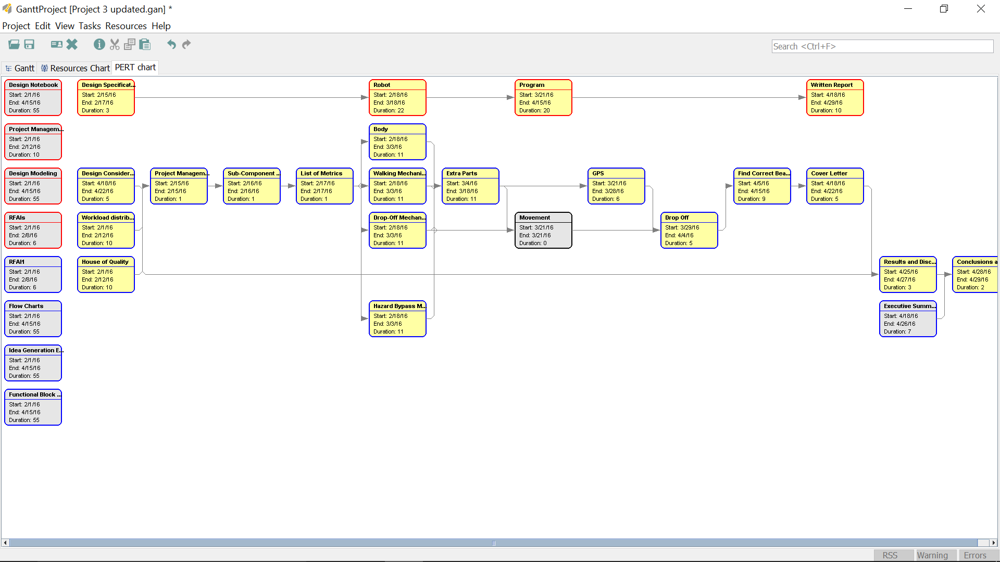 GanttProject [Project 3 updated.gan] *
Project Edit View Tasks Resources Help
Search <Ctrl+F>
Gantt Resources Chart PERT chart
Design Notebook
Start: 2/1/16
End: 4/15/16
Duration: 55
Design Specificat...
Start: 2/15/16
End: 2/17/16
Duration: 3
Robot
Start: 2/18/16
End: 3/18/16
Duration: 22
Program
Start: 3/21/16
End: 4/15/16
Duration: 20
Written Report
Start: 4/18/16
End: 4/29/16
Duration: 10
Project Managem...
Start: 2/1/16
End: 2/12/16
Duration: 10
Body
Start: 2/18/16
End: 3/3/16
Duration: 11
Design Modeling
Start: 2/1/16
End: 4/15/16
Duration: 55
Design Consider...
Start: 4/18/16
End: 4/22/16
Duration: 5
Project Managem...
Start: 2/15/16
End: 2/15/16
Duration: 1
Sub-Component ...
Start: 2/16/16
End: 2/16/16
Duration: 1
List of Metrics
Start: 2/17/16
End: 2/17/16
Duration: 1
Walking Mechani...
Start: 2/18/16
End: 3/3/16
Duration: 11
Extra Parts
Start: 3/4/16
End: 3/18/16
Duration: 11
GPS
Start: 3/21/16
End: 3/28/16
Duration: 6
Find Correct Bea...
Start: 4/5/16
End: 4/15/16
Duration: 9
Cover Letter
Start: 4/18/16
End: 4/22/16
Duration: 5
RFAIs
Start: 2/1/16
End: 2/8/16
Duration: 6
Workload distrib...
Start: 2/1/16
End: 2/12/16
Duration: 10
Drop-Off Mechan...
Start: 2/18/16
End: 3/3/16
Duration: 11
Movement
Start: 3/21/16
End: 3/21/16
Duration: 0
Drop Off
Start: 3/29/16
End: 4/4/16
Duration: 5
RFAI1
Start: 2/1/16
End: 2/8/16
Duration: 6
House of Quality
Start: 2/1/16
End: 2/12/16
Duration: 10
Results and Disc...
Start: 4/25/16
End: 4/27/16
Duration: 3
Conclusions a
Start: 4/28/16
End: 4/29/16
Duration: 2
Flow Charts
Start: 2/1/16
End: 4/15/16
Duration: 55
Hazard Bypass M...
Start: 2/18/16
End: 3/3/16
Duration: 11
Executive Summ...
Start: 4/18/16
End: 4/26/16
Duration: 7
Idea Generation E...
Start: 2/1/16
End: 4/15/16
Duration: 55
Functional Block ...
Start: 2/1/16
End: 4/15/16
Duration: 55
RSS Warning Errors